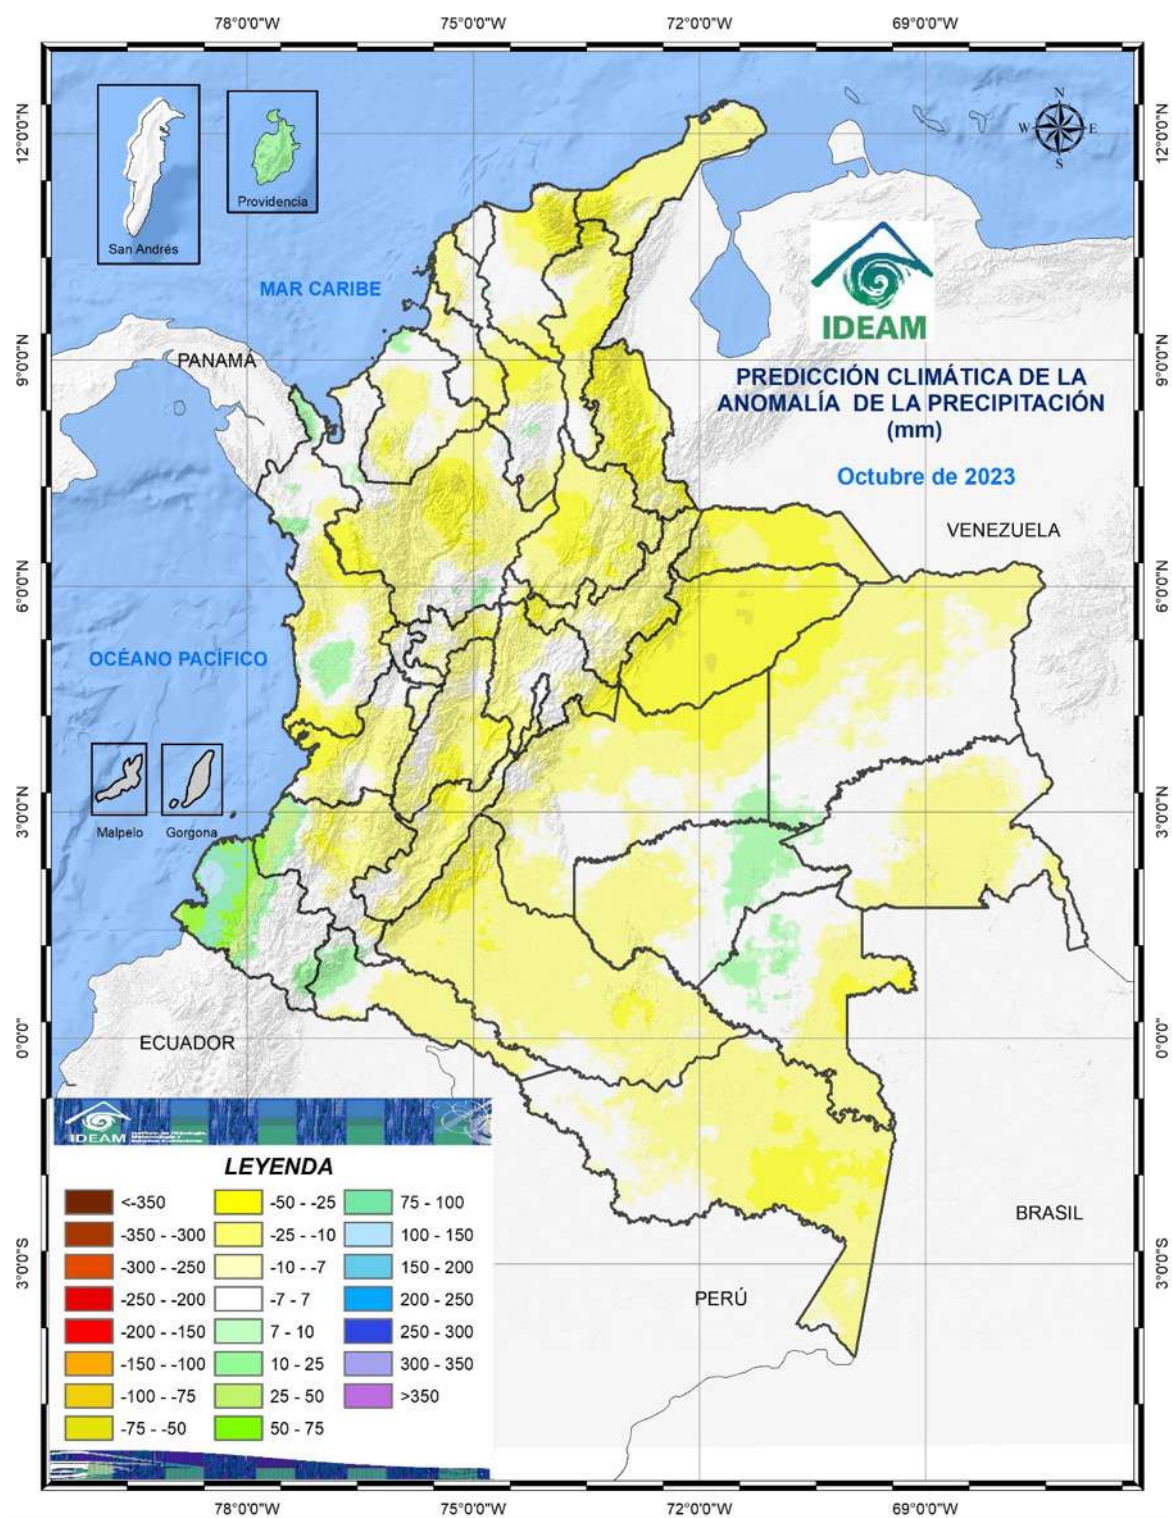 78°0'0"W
75°0'0"W
72°0'0"W
69°0'0"W
12°0'0"N
12°0'0"N
N
W
E
S
Providencia
San Andrés
MAR CARIBE
IDEAM
PANAMÁ
9°0'0"N
9°0'0"N
PREDICCIÓN CLIMÁTICA DE LA
ANOMALÍA DE LA PRECIPITACIÓN
(mm)
Octubre de 2023
VENEZUELA
6°0'0"N
6°0'0"N
OCÉANO PACÍFICO
Malpelo
Gorgona
3°0'0"N
3°0'0"N
ECUADOR
0°0'0"
0°0'0"
IDEAM
LEYENDA
<-350
-350 - -300
-300 - -250
-250 - -200
-200 - -150
-150 - -100
-100 - -75
-75 - -50
-50 - -25
-25 - -10
-10 - -7
-7 - 7
7 - 10
10 - 25
25 - 50
50 - 75
75 - 100
100 - 150
150 - 200
200 - 250
250 - 300
300 - 350
>350
BRASIL
PERÚ
3°0'0"S
3°0'0"S
78°0'0"W
75°0'0"W
72°0'0"W
69°0'0"W